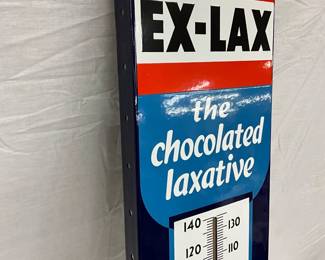 EX-LAX
the
chocolated
laxative
140 130
120 110